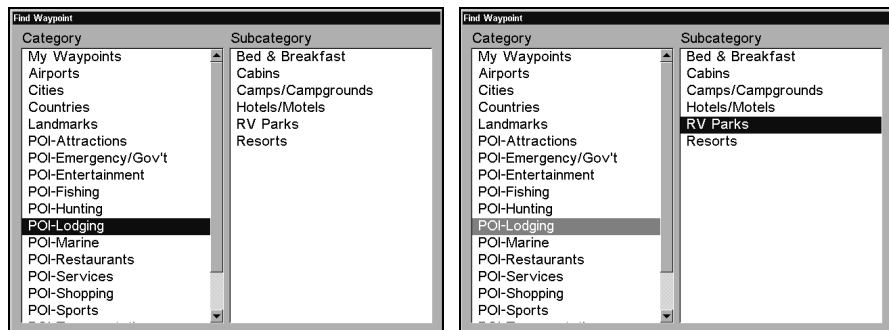 Find Waypoint
Category
My Waypoints
Airports
Cities
Countries
Landmarks
POI-Attractions
POI-Emergency/Gov't
POI-Entertainment
POI-Fishing
POI-Hunting
POI-Lodging
POI-Marine
POI-Restaurants
POI-Services
POI-Shopping
POI-Sports
Subcategory
Bed & Breakfast
Cabins
Camps/Campgrounds
Hotels/Motels
RV Parks
Resorts
Find Waypoint
Category
My Waypoints
Airports
Cities
Countries
Landmarks
POI-Attractions
POI-Emergency/Gov't
POI-Entertainment
POI-Fishing
POI-Hunting
POI-Lodging
POI-Marine
POI-Restaurants
POI-Services
POI-Shopping
POI-Sports
Subcategory
Bed & Breakfast
Cabins
Camps/Campgrounds
Hotels/Motels
RV Parks
Resorts